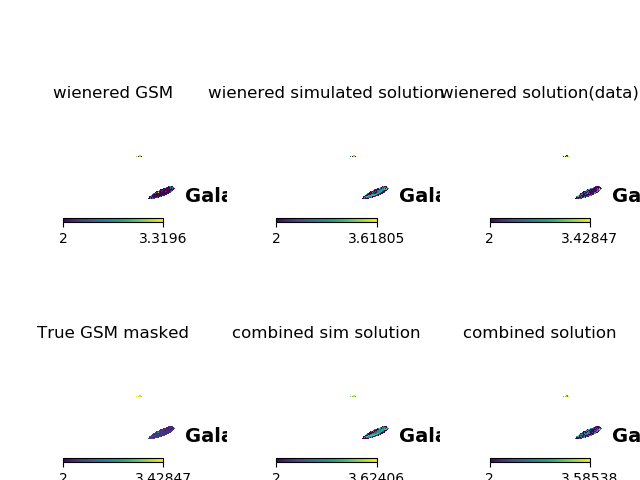 wienered GSM wienered simulated solution wienered solution(data)
Gala Gala Ga
2 3.3196 2 3.61805 2 3.42847
True GSM masked combined sim solution combined solution
Gala Gala Ga
2 3.42847 2 3.62406 2 3.58538